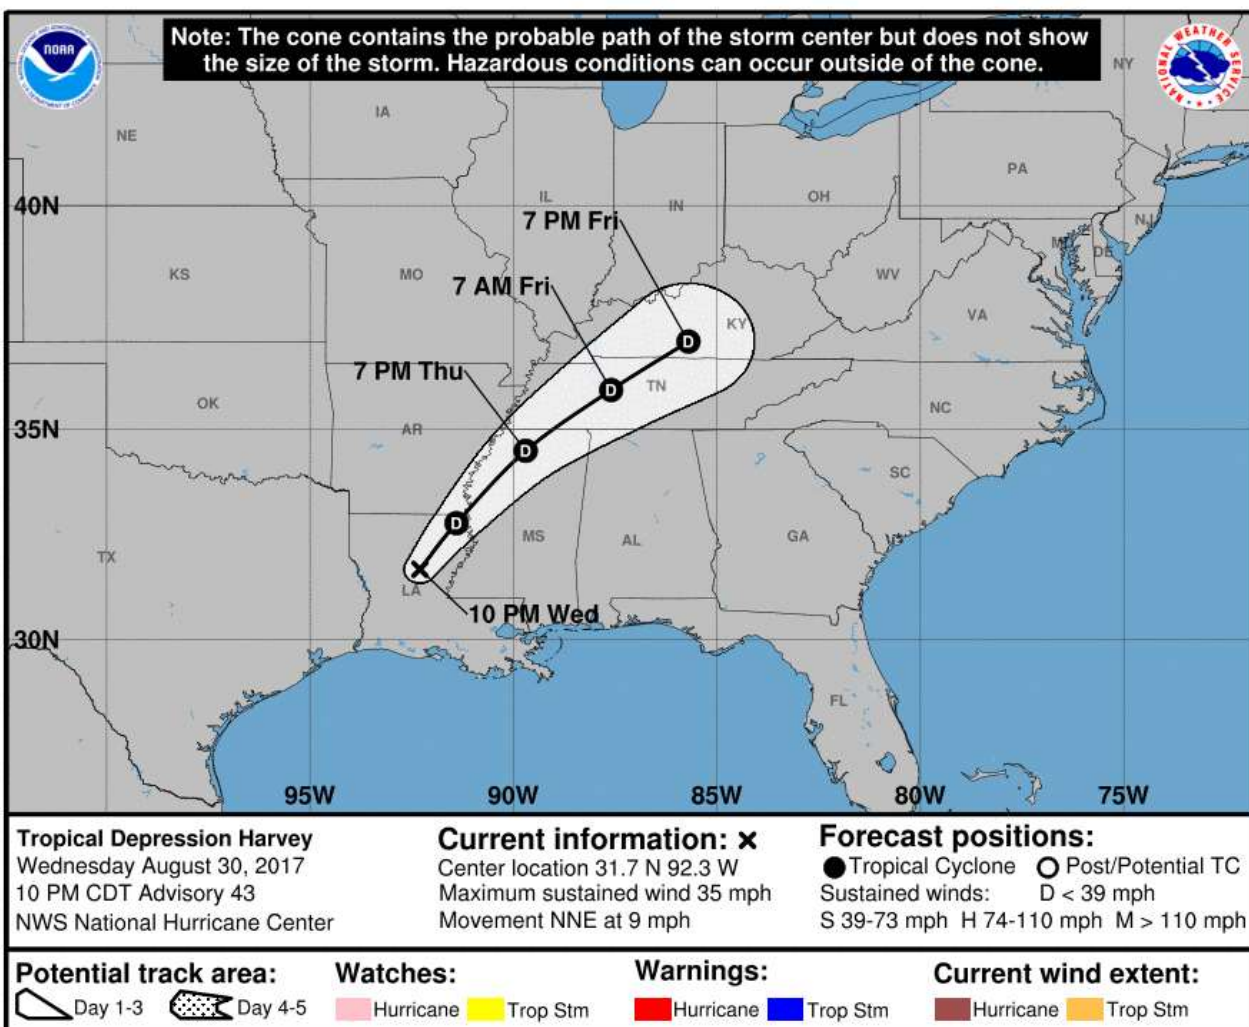 Note: The cone contains the probable path of the storm center but does not show
the size of the storm. Hazardous conditions can occur outside of the cone.
NOAA
NATIONAL WEATHER SERVICE
NY
IA
NE
PA
40N
IL
IN
OH
NJ
7 PM Fri
M
DE
KS
MO
WV
7 AM Fri
VA
KY
D
7 PM Thu
D
TN
OK
AR
NC
35N
D
SC
D
MS
AL
GA
TX
LA
10 PM Wed
30N
FL
95W
90W
85W
80W
75W
Tropical Depression Harvey
Wednesday August 30, 2017
10 PM CDT Advisory 43
NWS National Hurricane Center
Current information: ×
Center location 31.7 N 92.3 W
Maximum sustained wind 35 mph
Movement NNE at 9 mph
Forecast positions:
Tropical Cyclone Post/Potential TC
Sustained winds: D < 39 mph
S 39-73 mph H 74-110 mph M > 110 mph
Potential track area:
Day 1-3 Day 4-5
Watches:
Hurricane Trop Stm
Warnings:
Hurricane Trop Stm
Current wind extent:
Hurricane Trop Stm